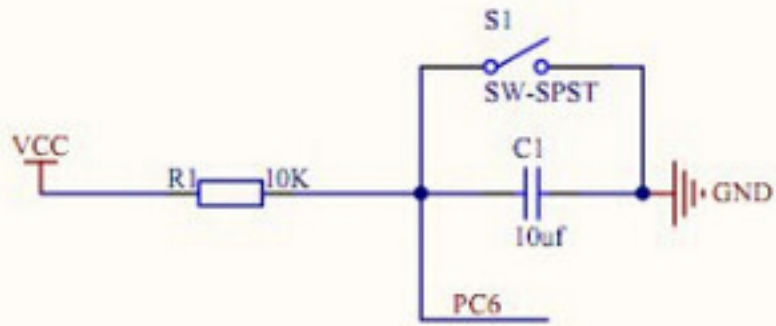 S1
SW-SPST
VCC
C1
R1 10K
GND
10uf
PC6